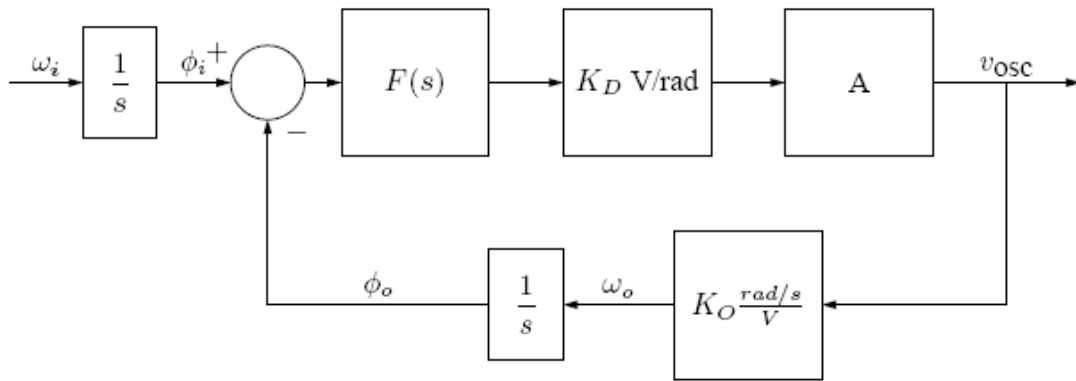 ω_i
1/s
ϕ_i
+
−
F(s)
K_D V/rad
A
v_osc
ϕ_o
1/s
ω_o
K_O rad/s / V